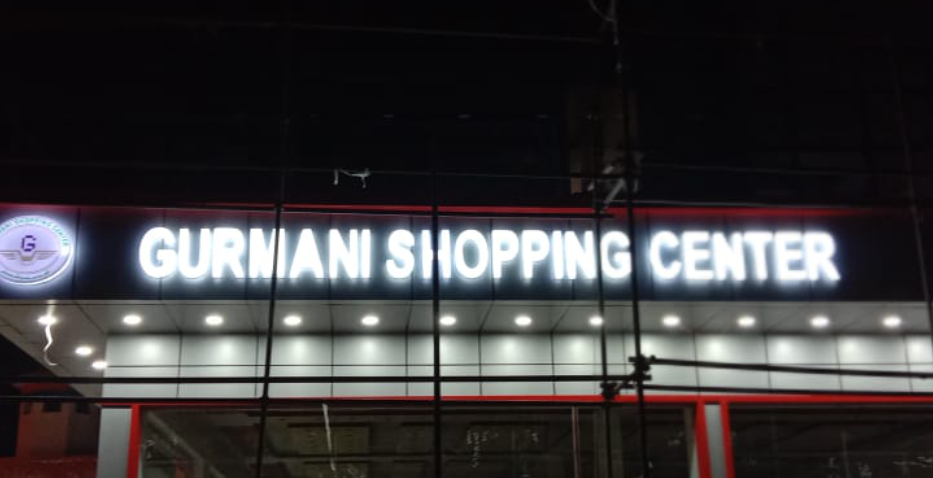 GURMANI SHOPPING CENTER
G